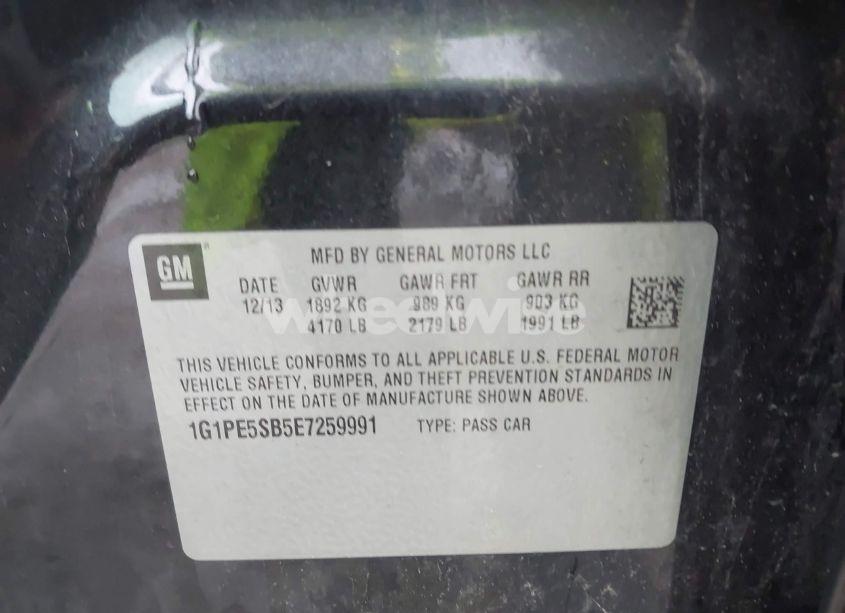 GM MFD BY GENERAL MOTORS LLC
DATE GVWR GAWR FRT GAWR RR
12/13 1892 KG 989 KG 903 KG
4170 LB 2179 LB 1991 LB
THIS VEHICLE CONFORMS TO ALL APPLICABLE U.S. FEDERAL MOTOR
VEHICLE SAFETY, BUMPER, AND THEFT PREVENTION STANDARDS IN
EFFECT ON THE DATE OF MANUFACTURE SHOWN ABOVE.
1G1PE5SB5E7259991 TYPE: PASS CAR